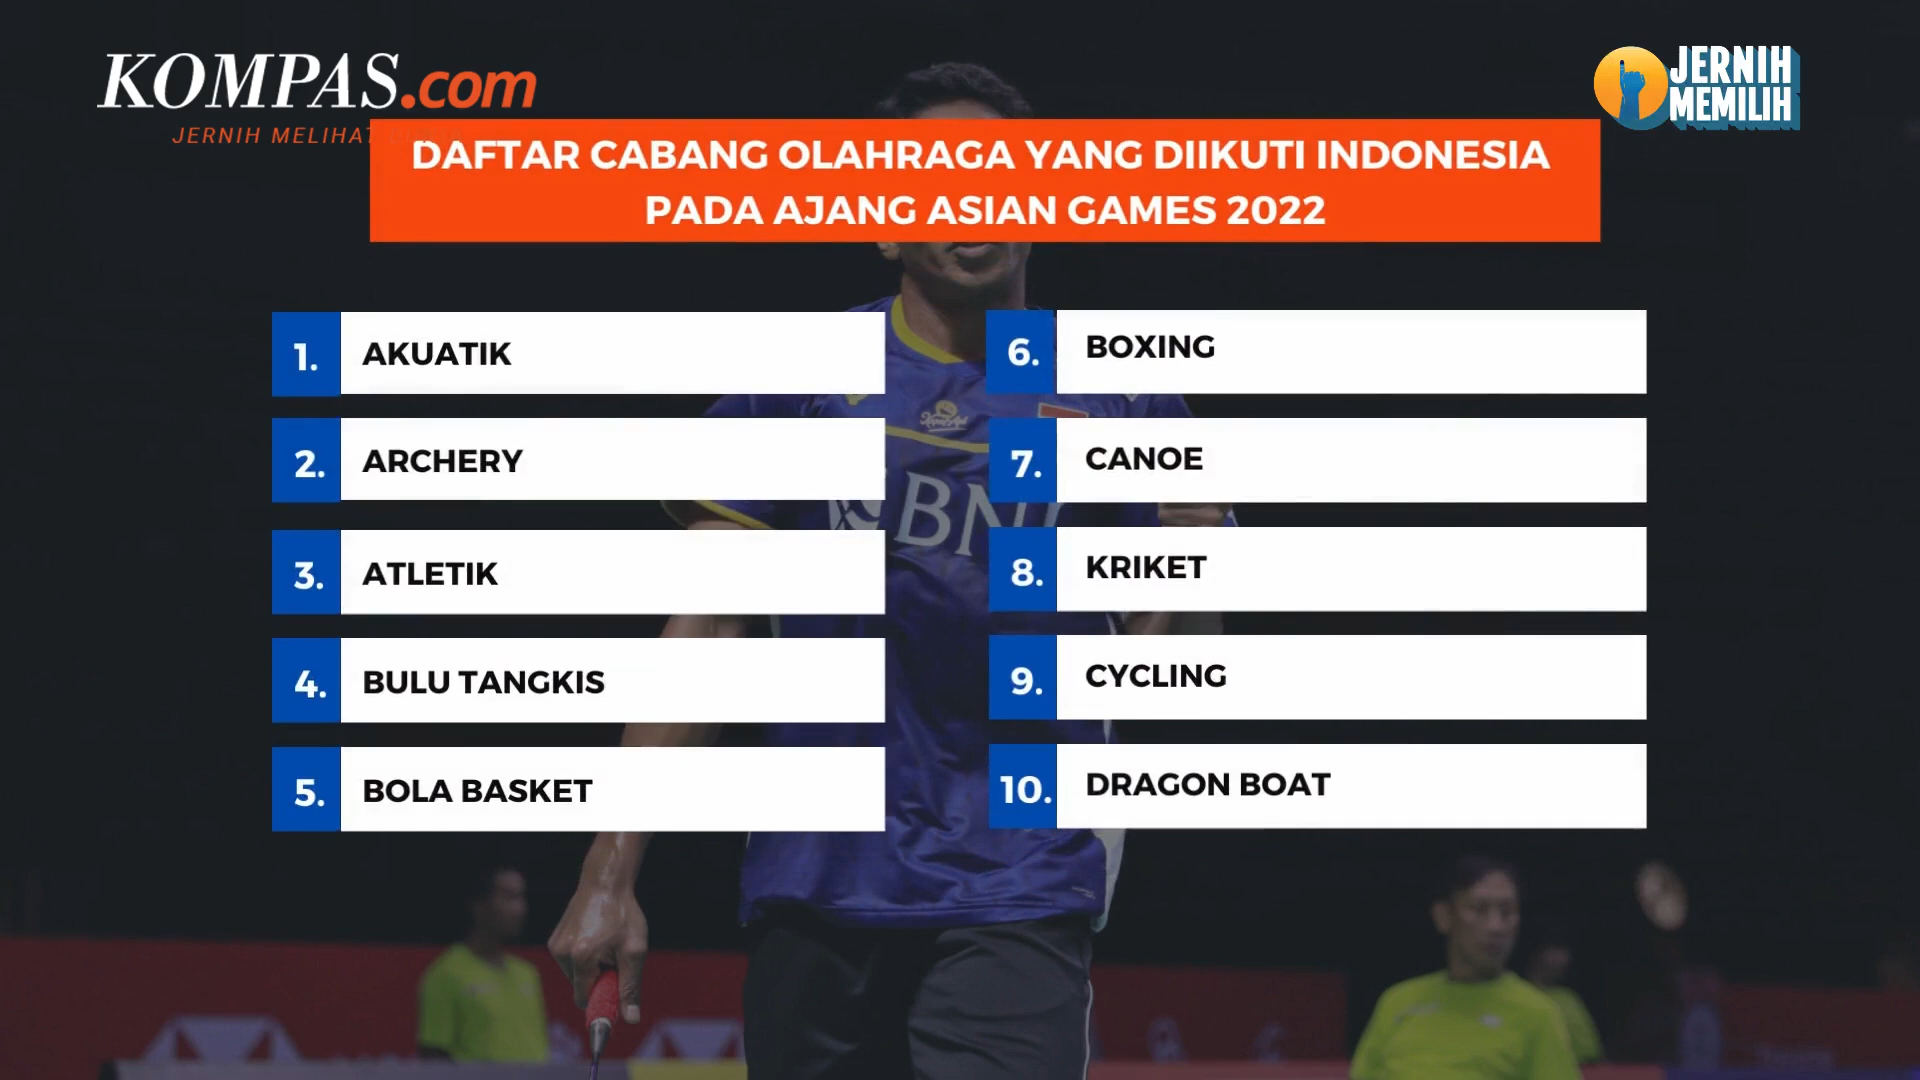 KOMPAS.com
JERNIH MELIHAT
JERNIH
MEMILIH
DAFTAR CABANG OLAHRAGA YANG DIIKUTI INDONESIA
PADA AJANG ASIAN GAMES 2022
1. AKUATIK
2. ARCHERY
3. ATLETIK
4. BULU TANGKIS
5. BOLA BASKET
6. BOXING
7. CANOE
8. KRIKET
9. CYCLING
10. DRAGON BOAT
BNI